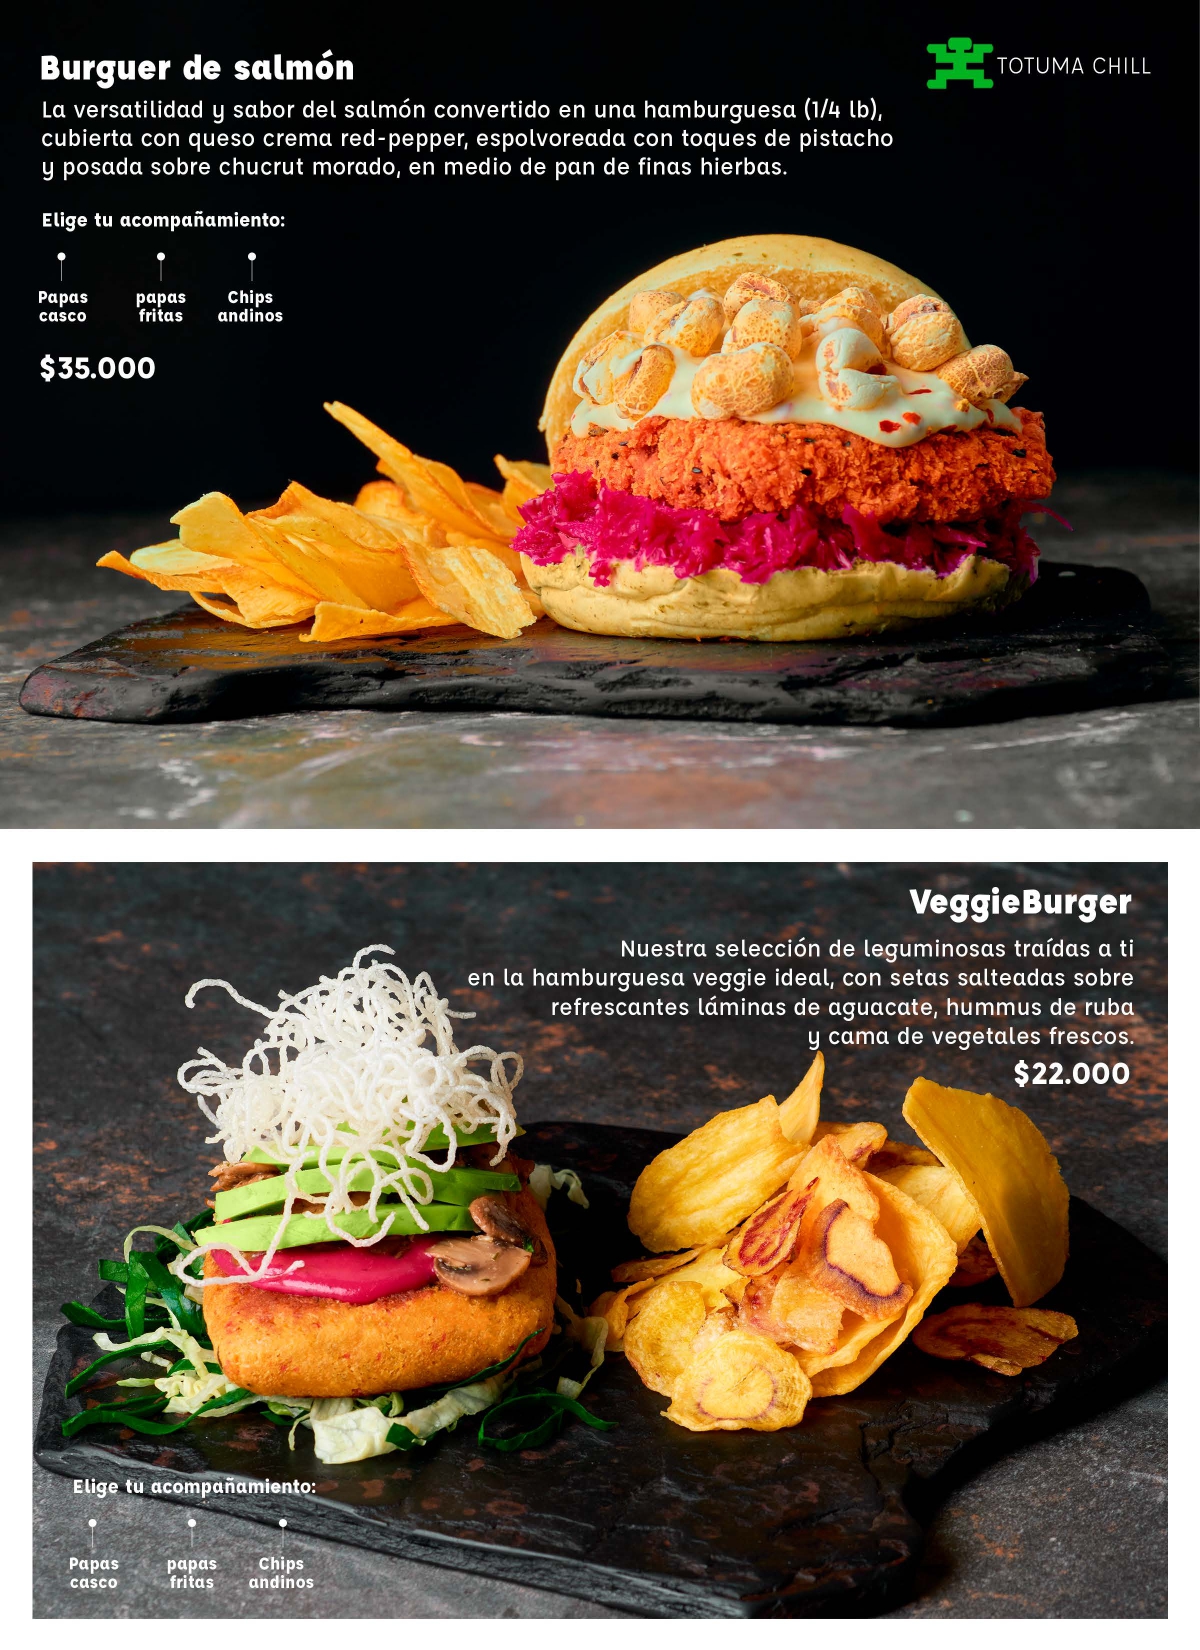 Burguer de salmón
TOTUMA CHILL
La versatilidad y sabor del salmón convertido en una hamburguesa (1/4 lb),
cubierta con queso crema red-pepper, espolvoreada con toques de pistacho
y posada sobre chucrut morado, en medio de pan de finas hierbas.
Elige tu acompañamiento:
Papas casco
papas fritas
Chips andinos
$35.000
VeggieBurger
Nuestra selección de leguminosas traídas a ti
en la hamburguesa veggie ideal, con setas salteadas sobre
refrescantes láminas de aguacate, hummus de ruba
y cama de vegetales frescos.
$22.000
Elige tu acompañamiento:
Papas casco
papas fritas
Chips andinos